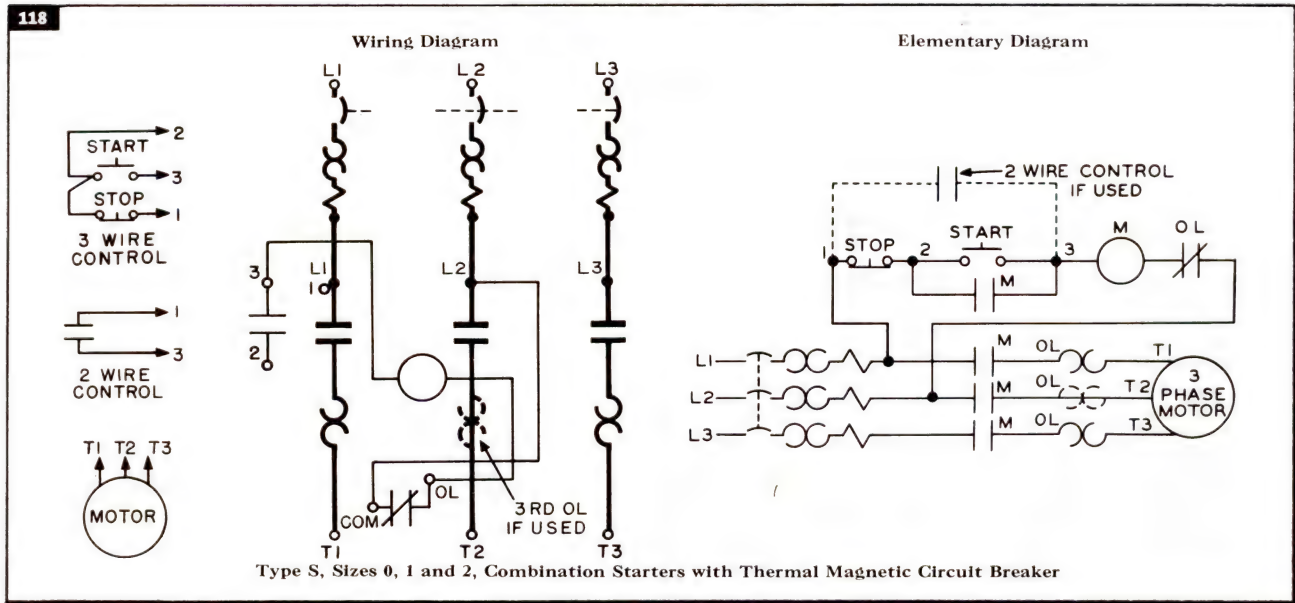 118
Wiring Diagram
Elementary Diagram
L1
L2
L3
2
START
3
STOP
1
3 WIRE
CONTROL
1
3
2 WIRE
CONTROL
T1 T2 T3
MOTOR
3
L1
1
2
L2
L3
COM
OL
3RD OL
IF USED
T1
T2
T3
2 WIRE CONTROL
IF USED
1
STOP
2
START
3
M
OL
M
L1
M
OL
T1
L2
M
OL
T2
L3
M
OL
T3
3
PHASE
MOTOR
Type S, Sizes 0, 1 and 2, Combination Starters with Thermal Magnetic Circuit Breaker